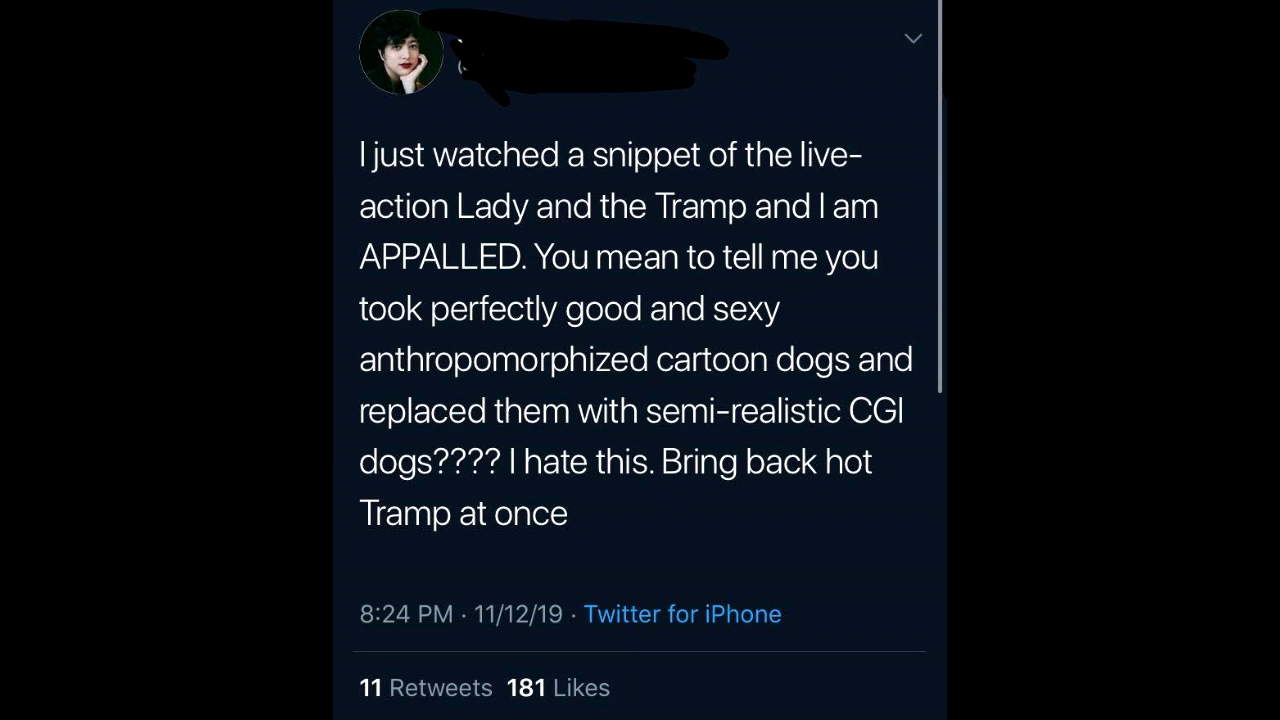 I just watched a snippet of the live-
action Lady and the Tramp and I am
APPALLED. You mean to tell me you
took perfectly good and sexy
anthropomorphized cartoon dogs and
replaced them with semi-realistic CGI
dogs???? I hate this. Bring back hot
Tramp at once
8:24 PM · 11/12/19 · Twitter for iPhone
11 Retweets 181 Likes